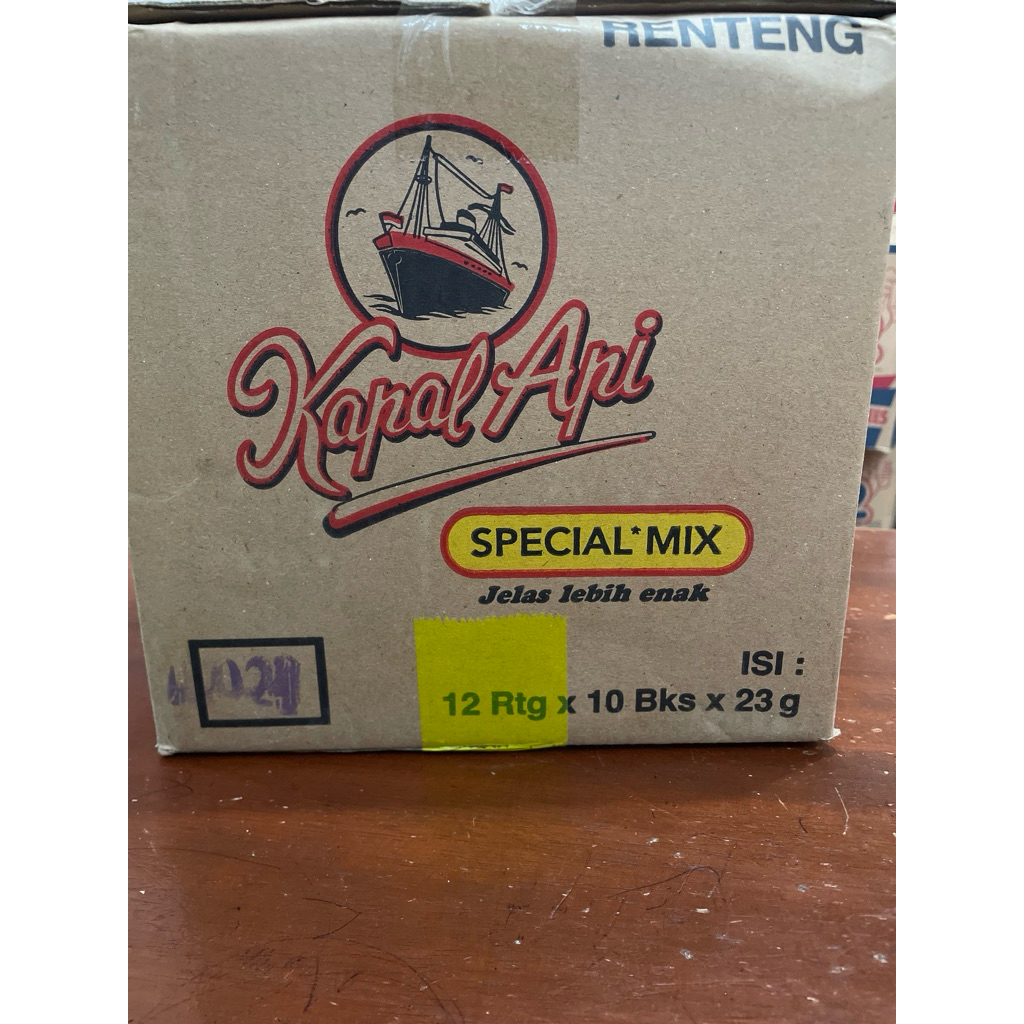 RENTENG
Kapal Api
SPECIAL* MIX
Jelas lebih enak
ISI :
12 Rtg x 10 Bks x 23 g